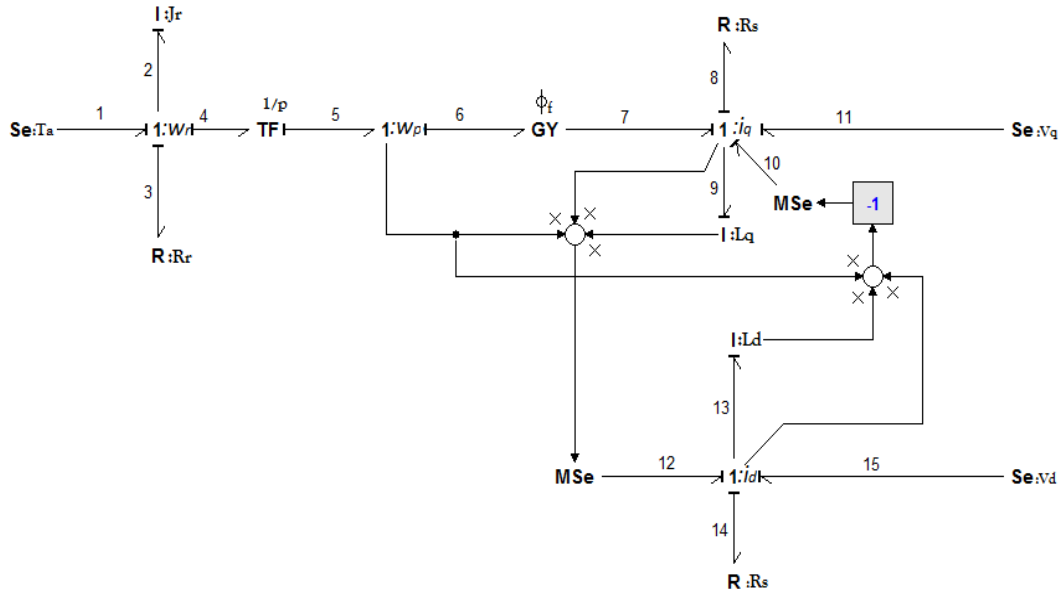 I:Jr
R:Rs
2
8
1/p
ϕf
1
4
5
6
7
11
Se:Ta
1:Wr
TF
1:Wp
GY
1:iq
Se:Vq
10
3
9
MSe
-1
×
×
×
I:Lq
R:Rr
×
×
×
I:Ld
13
MSe
12
1:id
15
Se:Vd
14
R:Rs